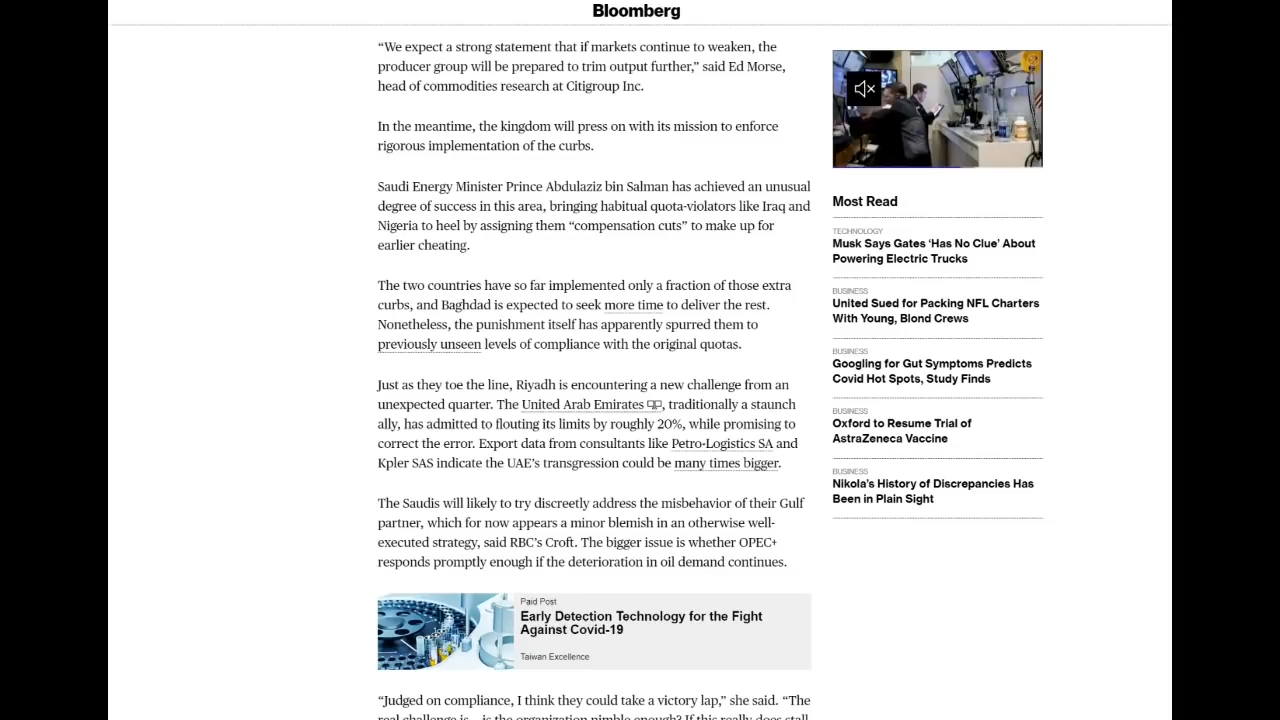 Bloomberg
“We expect a strong statement that if markets continue to weaken, the
producer group will be prepared to trim output further,” said Ed Morse,
head of commodities research at Citigroup Inc.
In the meantime, the kingdom will press on with its mission to enforce
rigorous implementation of the curbs.
Saudi Energy Minister Prince Abdulaziz bin Salman has achieved an unusual
degree of success in this area, bringing habitual quota-violators like Iraq and
Nigeria to heel by assigning them “compensation cuts” to make up for
earlier cheating.
The two countries have so far implemented only a fraction of those extra
curbs, and Baghdad is expected to seek more time to deliver the rest.
Nonetheless, the punishment itself has apparently spurred them to
previously unseen levels of compliance with the original quotas.
Just as they toe the line, Riyadh is encountering a new challenge from an
unexpected quarter. The United Arab Emirates, traditionally a staunch
ally, has admitted to flouting its limits by roughly 20%, while promising to
correct the error. Export data from consultants like Petro-Logistics SA and
Kpler SAS indicate the UAE’s transgression could be many times bigger.
The Saudis will likely to try discreetly address the misbehavior of their Gulf
partner, which for now appears a minor blemish in an otherwise well-
executed strategy, said RBC’s Croft. The bigger issue is whether OPEC+
responds promptly enough if the deterioration in oil demand continues.
Paid Post
Early Detection Technology for the Fight
Against Covid-19
Taiwan Excellence
“Judged on compliance, I think they could take a victory lap,” she said. “The
real challenge is – is the organization nimble enough? If this really does stall
Most Read
TECHNOLOGY
Musk Says Gates ‘Has No Clue’ About
Powering Electric Trucks
BUSINESS
United Sued for Packing NFL Charters
With Young, Blond Crews
BUSINESS
Googling for Gut Symptoms Predicts
Covid Hot Spots, Study Finds
BUSINESS
Oxford to Resume Trial of
AstraZeneca Vaccine
BUSINESS
Nikola’s History of Discrepancies Has
Been in Plain Sight